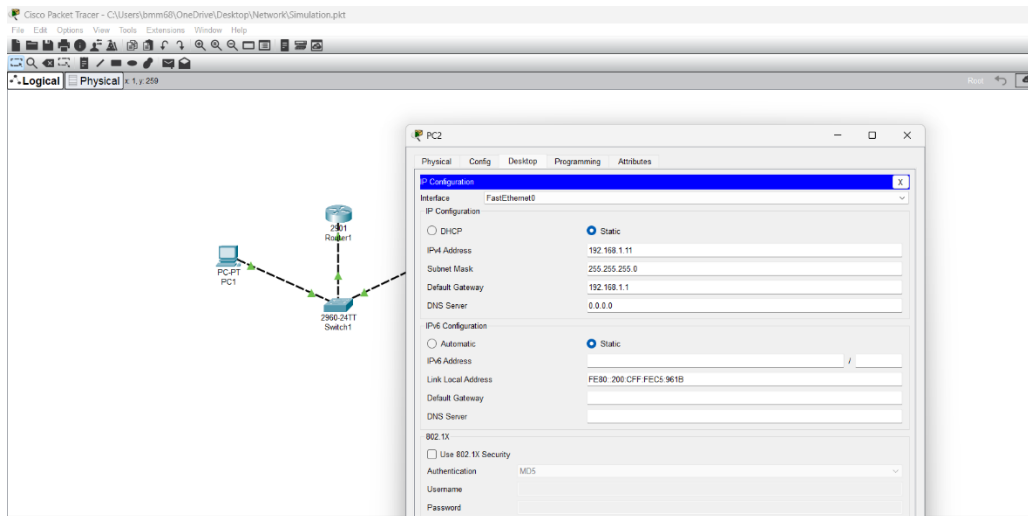 Cisco Packet Tracer - C:\Users\bmm68\OneDrive\Desktop\Network\Simulation.pkt
File Edit Options View Tools Extensions Window Help
Logical Physical x: 1, y: 259
Root
PC2
Physical Config Desktop Programming Attributes
IP Configuration X
Interface FastEthernet0
IP Configuration
DHCP Static
IPv4 Address 192.168.1.11
Subnet Mask 255.255.255.0
Default Gateway 192.168.1.1
DNS Server 0.0.0.0
IPv6 Configuration
Automatic Static
IPv6 Address /
Link Local Address FE80::200:CFF:FEC5:961B
Default Gateway
DNS Server
802.1X
Use 802.1X Security
Authentication MD5
Username
Password
2901
Router1
PC-PT
PC1
2960-24TT
Switch1